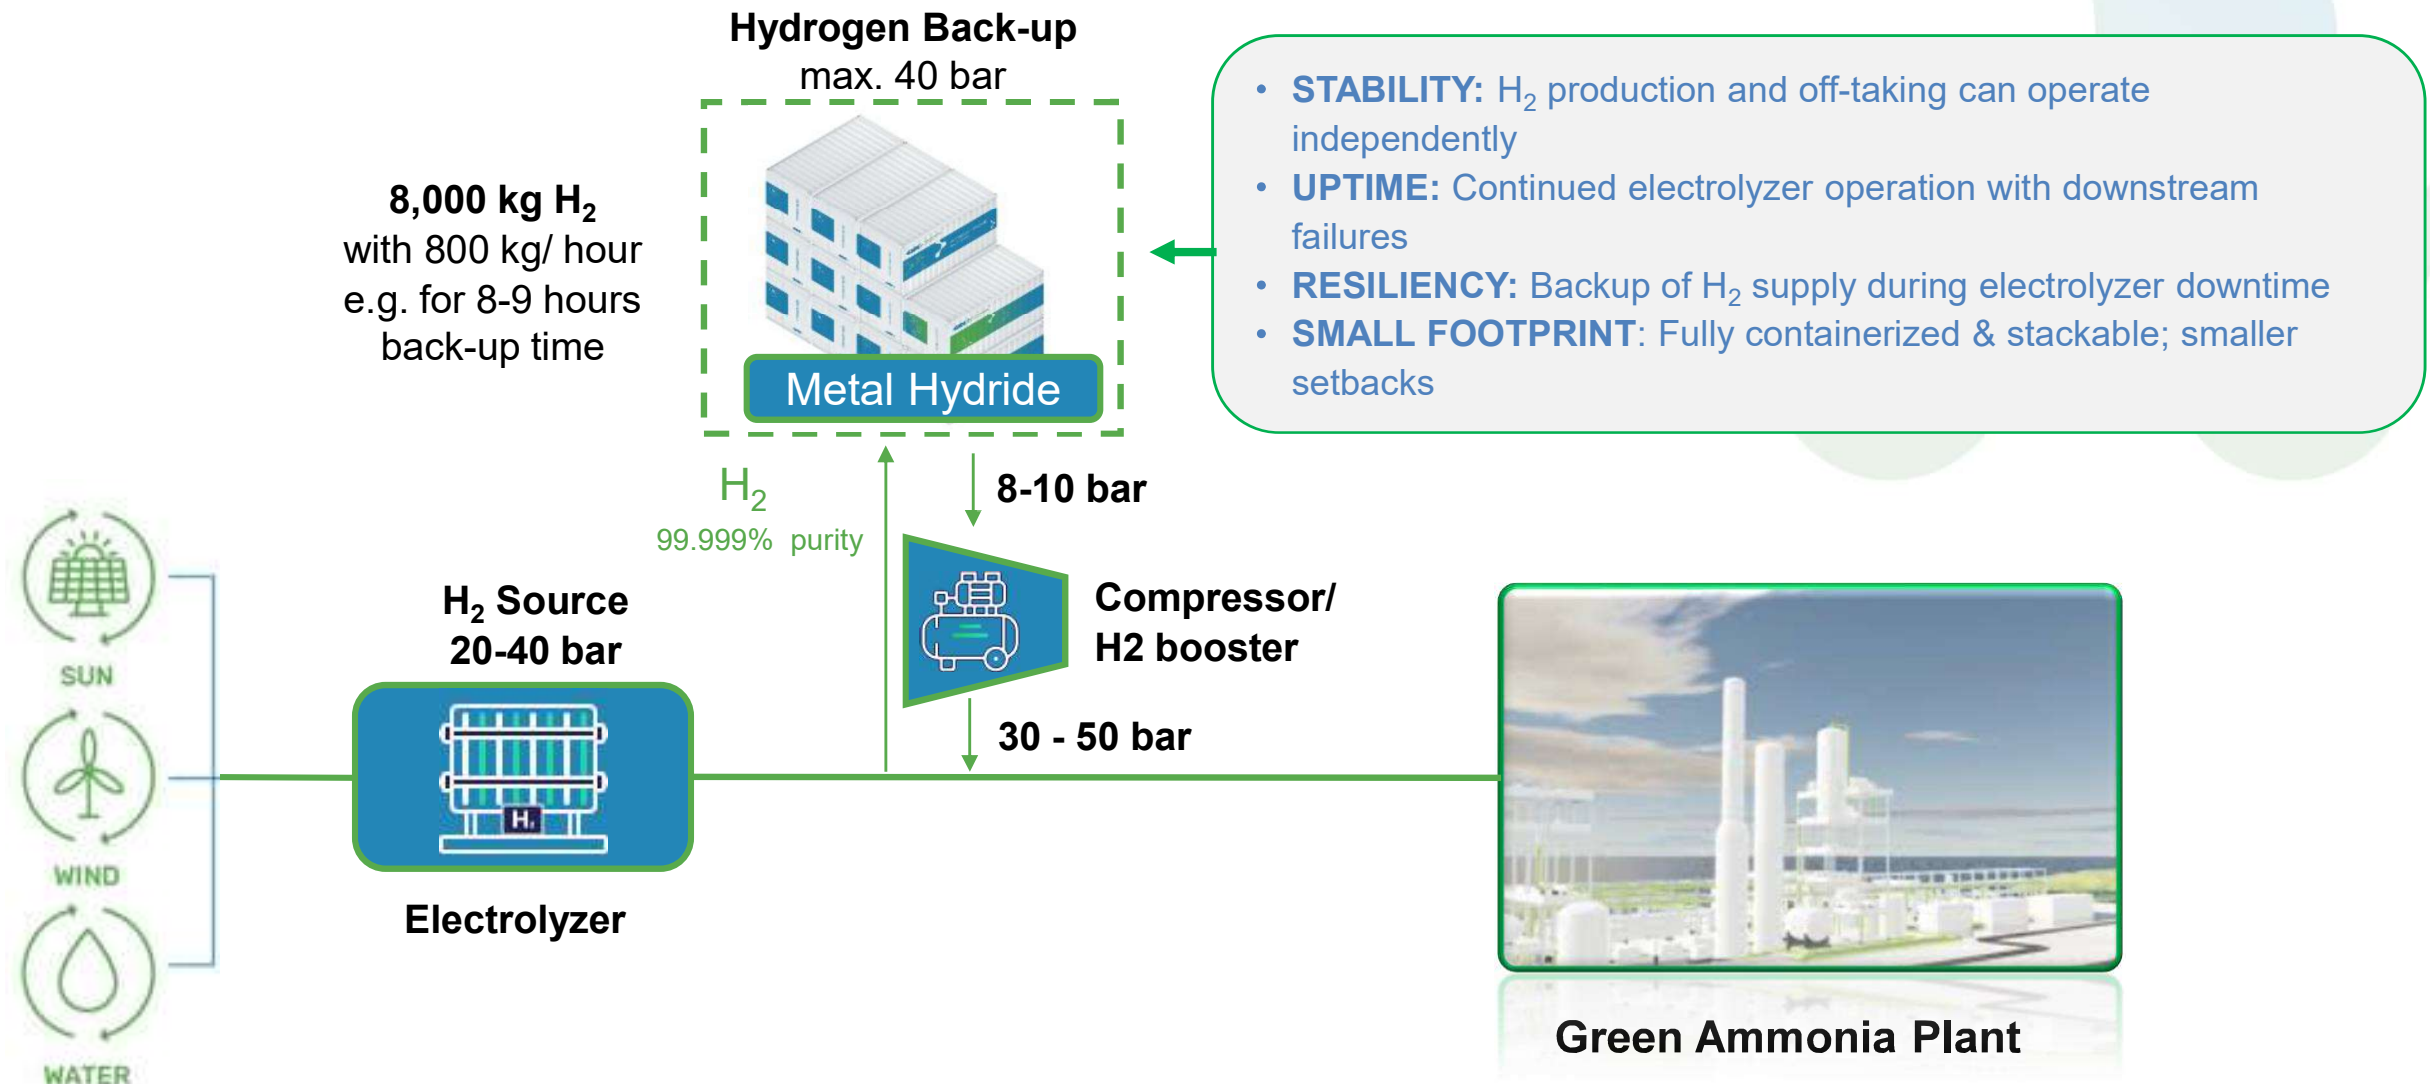 Hydrogen Back-up
max. 40 bar
8,000 kg H₂
with 800 kg/ hour
e.g. for 8-9 hours
back-up time
Metal Hydride
• STABILITY: H₂ production and off-taking can operate
independently
• UPTIME: Continued electrolyzer operation with downstream
failures
• RESILIENCY: Backup of H₂ supply during electrolyzer downtime
• SMALL FOOTPRINT: Fully containerized & stackable; smaller
setbacks
H₂
99.999% purity
8-10 bar
Compressor/
H2 booster
30 - 50 bar
SUN
WIND
WATER
H₂ Source
20-40 bar
H₂
Electrolyzer
Green Ammonia Plant